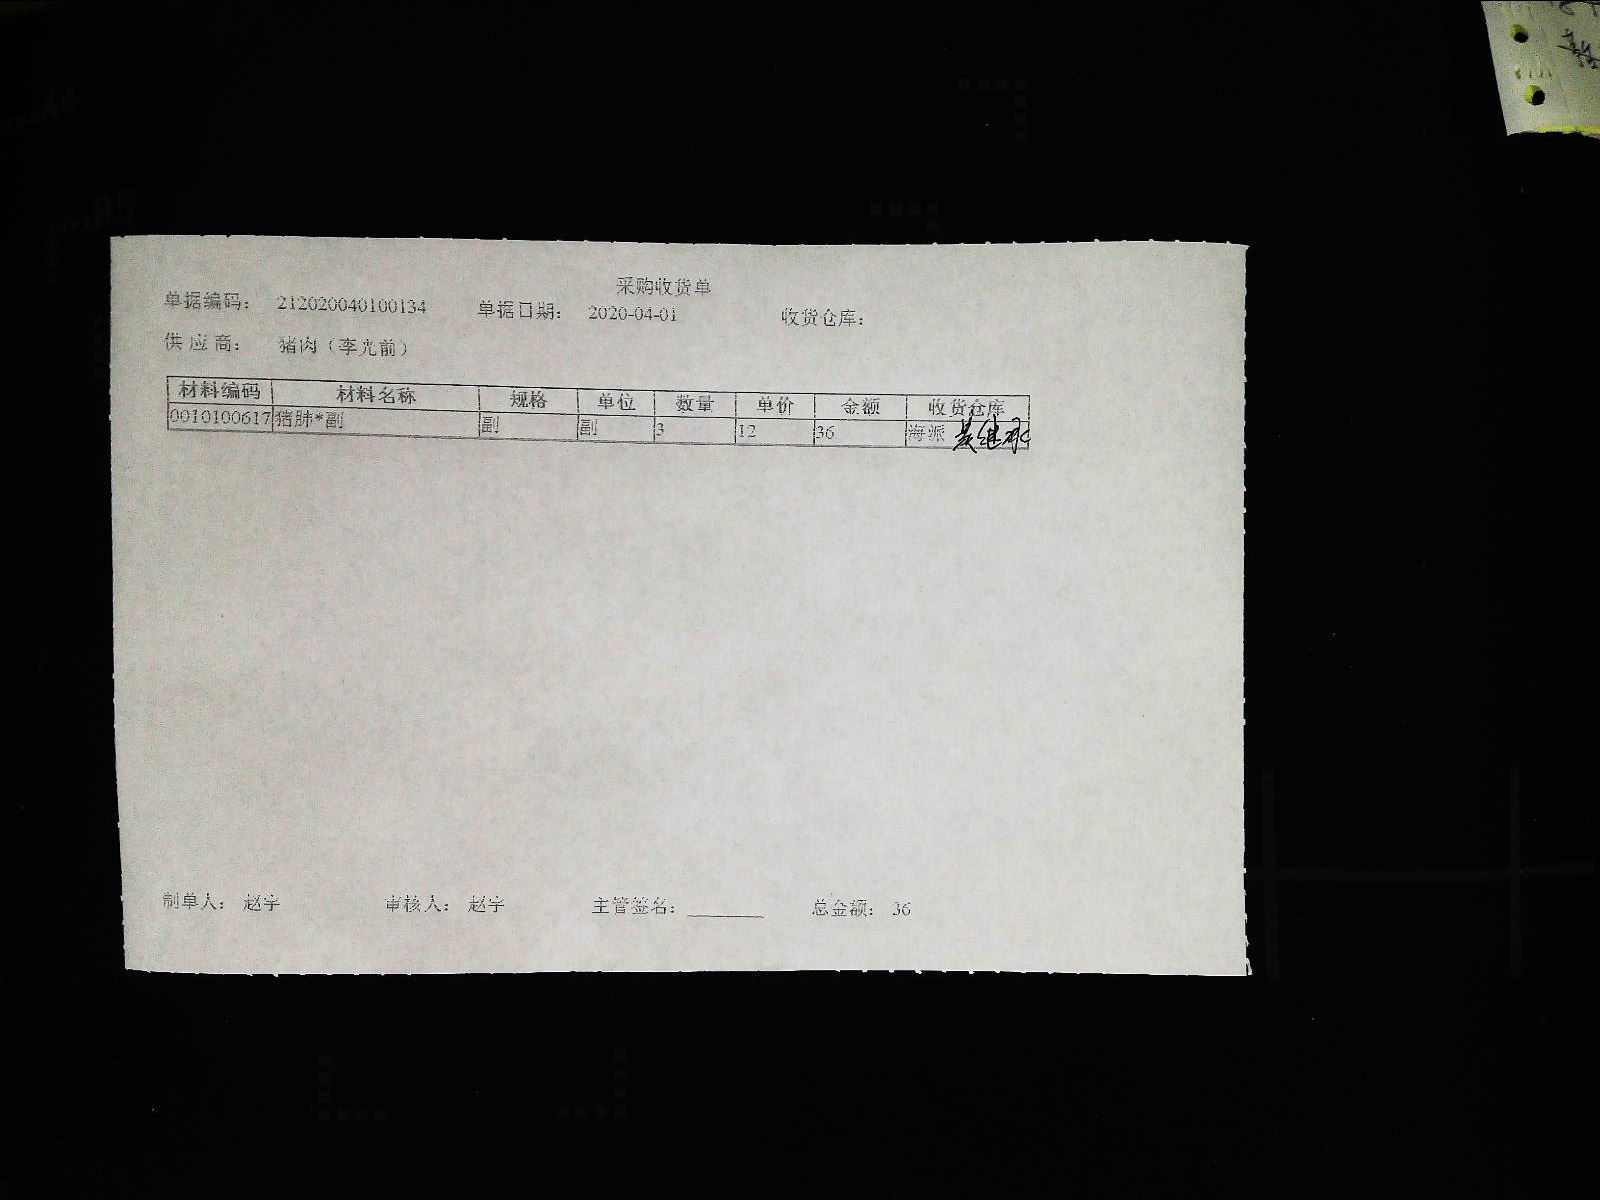 采购收货单
单据编码： 212020040100134 单据日期： 2020-04-01 收货仓库：
供应商： 猪肉（李光前）
材料编码 材料名称 规格 单位 数量 单价 金额 收货仓库
0010100617 猪肺*副 副 副 3 12 36 海派
制单人： 赵宇 审核人： 赵宇 主管签名： 总金额： 36